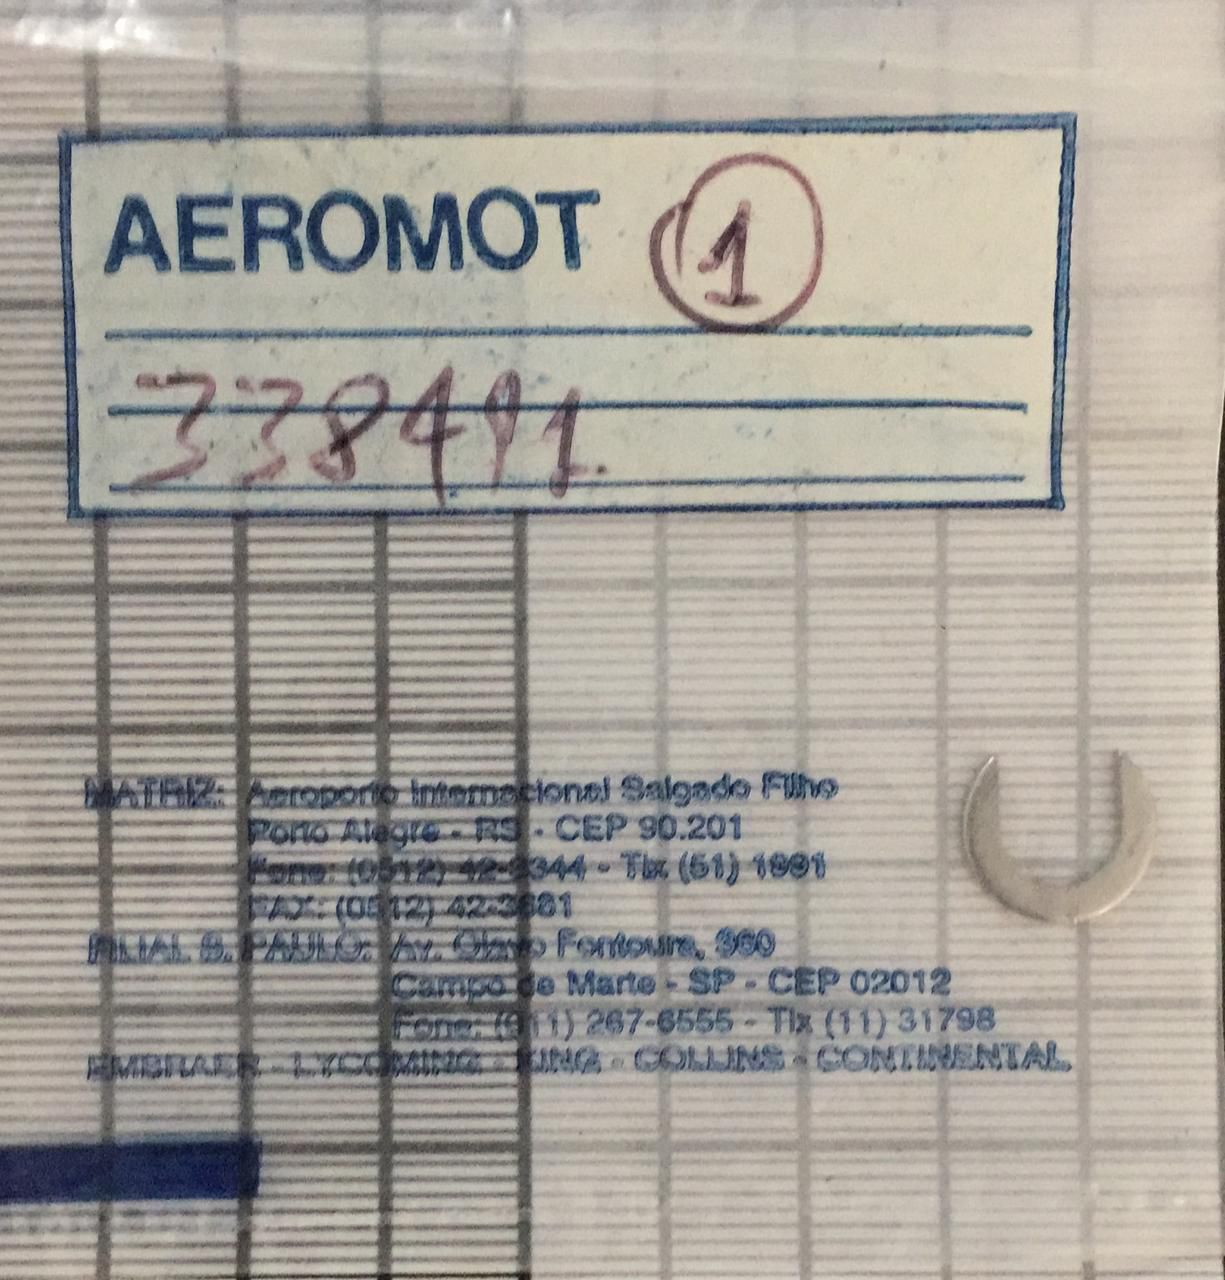 AEROMOT 1
338491.
MATRIZ: Aeroporto Internacional Salgado Filho
Porto Alegre - RS - CEP 90.201
Fone: (0512) 42-3344 - Tlx (51) 1991
FAX: (0512) 42-3681
FILIAL S. PAULO: Av. Olavo Fontoura, 360
Campo de Marte - SP - CEP 02012
Fone: (011) 267-6555 - Tlx (11) 31798
EMBRAER - LYCOMING - KING - COLLINS - CONTINENTAL